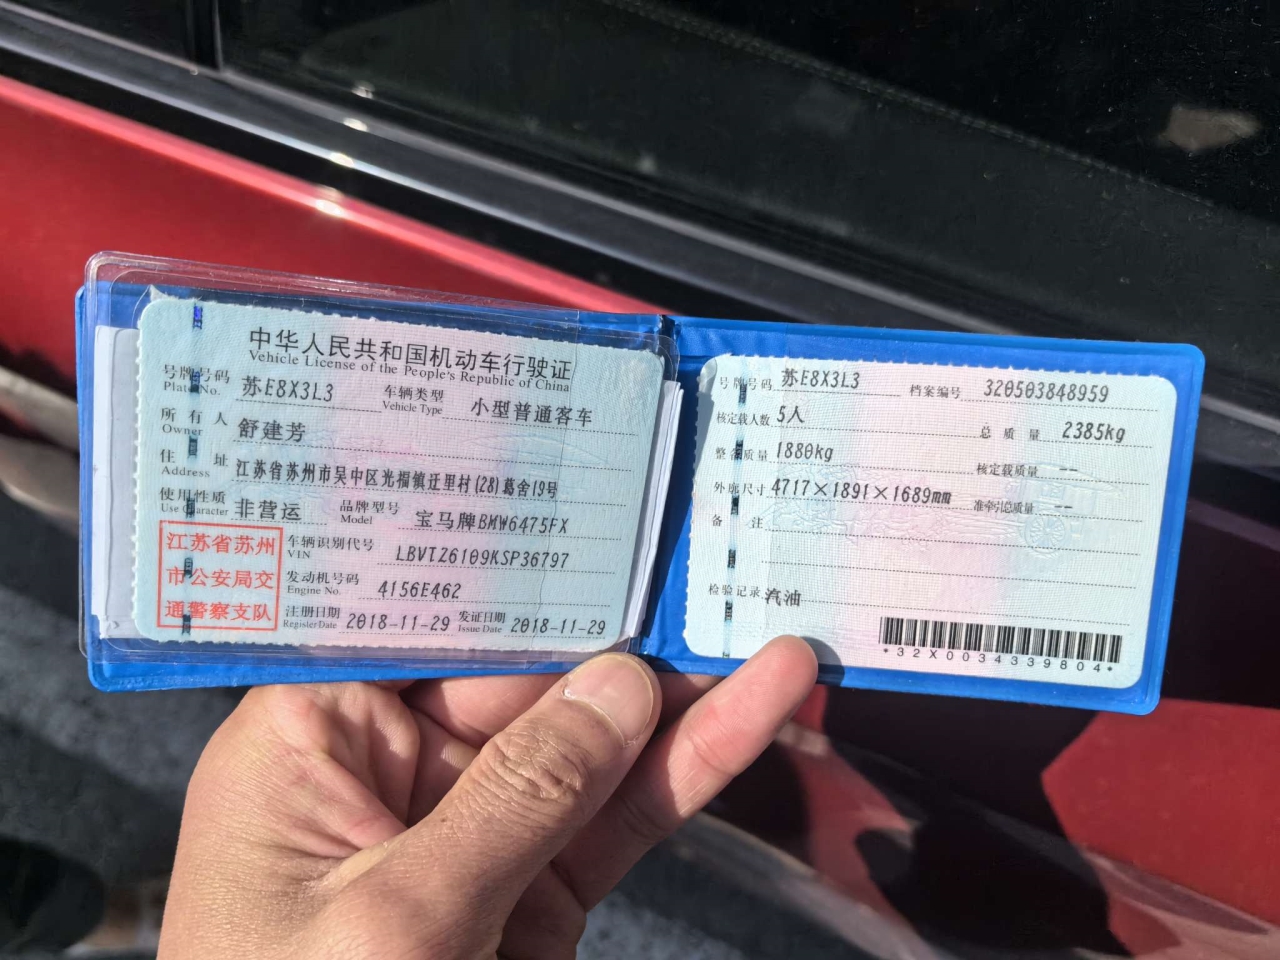 中华人民共和国机动车行驶证
Vehicle License of the People's Republic of China
号牌号码 苏E8X3L3 车辆类型 小型普通客车
Plate No. Vehicle Type
所有人 舒建芳
Owner
住址 江苏省苏州市吴中区光福镇迂里村(28)葛舍19号
Address
使用性质 非营运 品牌型号 宝马牌BMW6475FX
Use Character Model
江苏省苏州
市公安局交
通警察支队
车辆识别代号 LBVTZ6109KSP36797
VIN
发动机号码 4156E462
Engine No.
注册日期 2018-11-29 发证日期 2018-11-29
Register Date Issue Date
号牌号码 苏E8X3L3 档案编号 320503848959
核定载人数 5人 总质量 2385kg
整备质量 1880kg 核定载质量 --
外廓尺寸 4717×1891×1689mm 准牵引总质量 --
备注
检验记录 汽油
*32X0034339804*